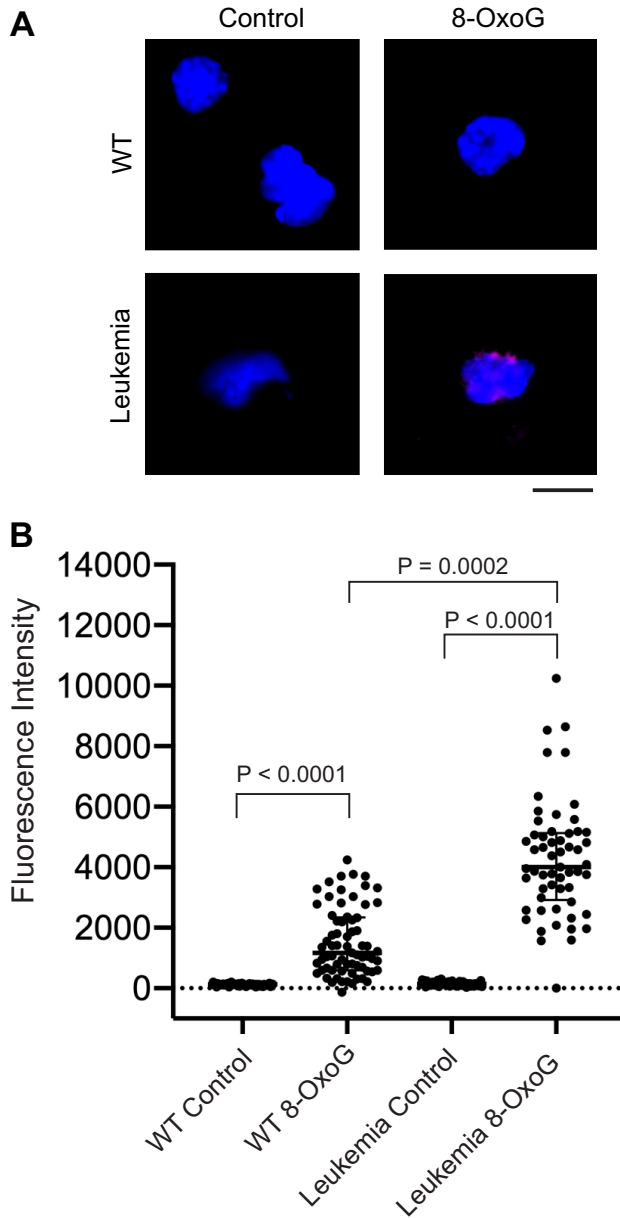 A
Control
8-OxoG
WT
Leukemia
B
Fluorescence Intensity
14000
12000
10000
8000
6000
4000
2000
0
P = 0.0002
P < 0.0001
P < 0.0001
WT Control
WT 8-OxoG
Leukemia Control
Leukemia 8-OxoG